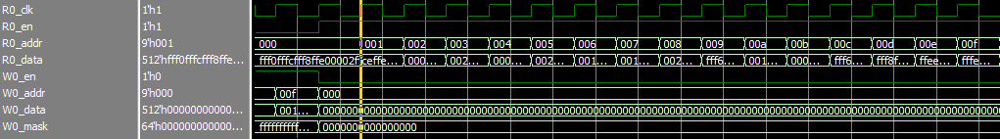 R0_clk 1'h1
R0_en 1'h1
R0_addr 9'h001 000 001 002 003 004 005 006 007 008 009 00a 00b 00c 00d 00e 00f
R0_data 512'hfff0fffcfff8ffe... fff0fffcfff8ffe00002f ceffe... 000... 002... 000... 002... 001... 001... 002... fff6... 001... 000... fff6... fff8f... ffee... fffe...
W0_en 1'h0
W0_addr 9'h000 00f 000
W0_data 512'h00000000000... 001... 0000000000000000000000000000000000000000000000000000000000000000000000000000000000000000000000000000000000000000
W0_mask 64'h000000000000... ffffffffff... 0000000000000000